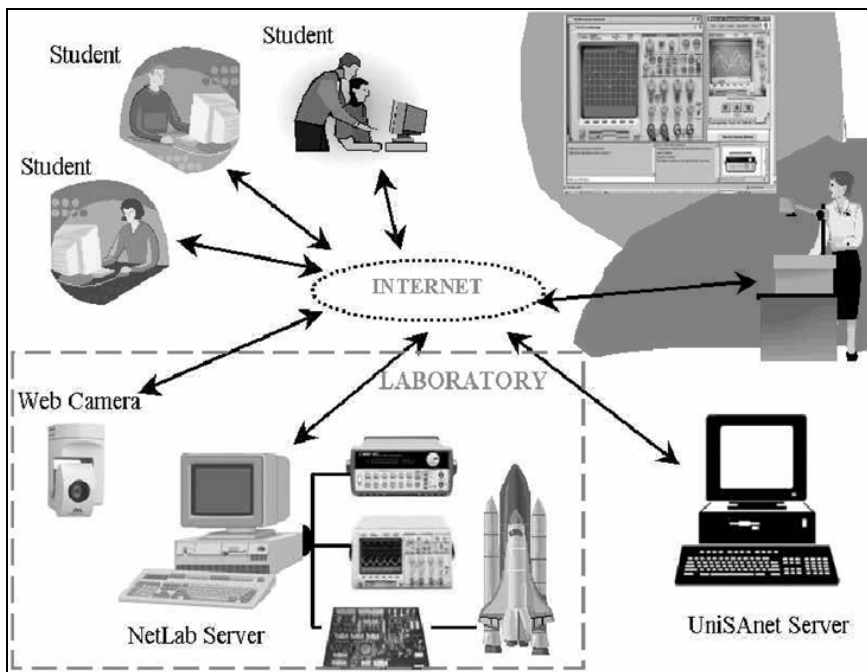 Student
Student
Student
INTERNET
LABORATORY
Web Camera
NetLab Server
UniSAnet Server